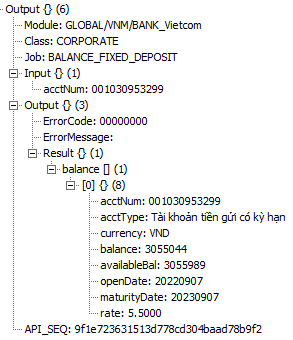 Output {} (6)
Module: GLOBAL/VNM/BANK_Vietcom
Class: CORPORATE
Job: BALANCE_FIXED_DEPOSIT
Input {} (1)
acctNum: 001030953299
Output {} (3)
ErrorCode: 00000000
ErrorMessage:
Result {} (1)
balance [] (1)
[0] {} (8)
acctNum: 001030953299
acctType: Tài khoản tiền gửi có kỳ hạn
currency: VND
balance: 3055044
availableBal: 3055989
openDate: 20220907
maturityDate: 20230907
rate: 5.5000
API_SEQ: 9f1e723631513d778cd304baad78b9f2